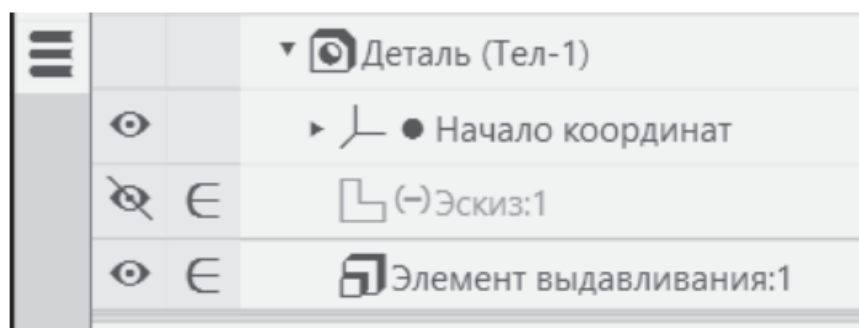 Деталь (Тел-1)
Начало координат
(-) Эскиз:1
Элемент выдавливания:1